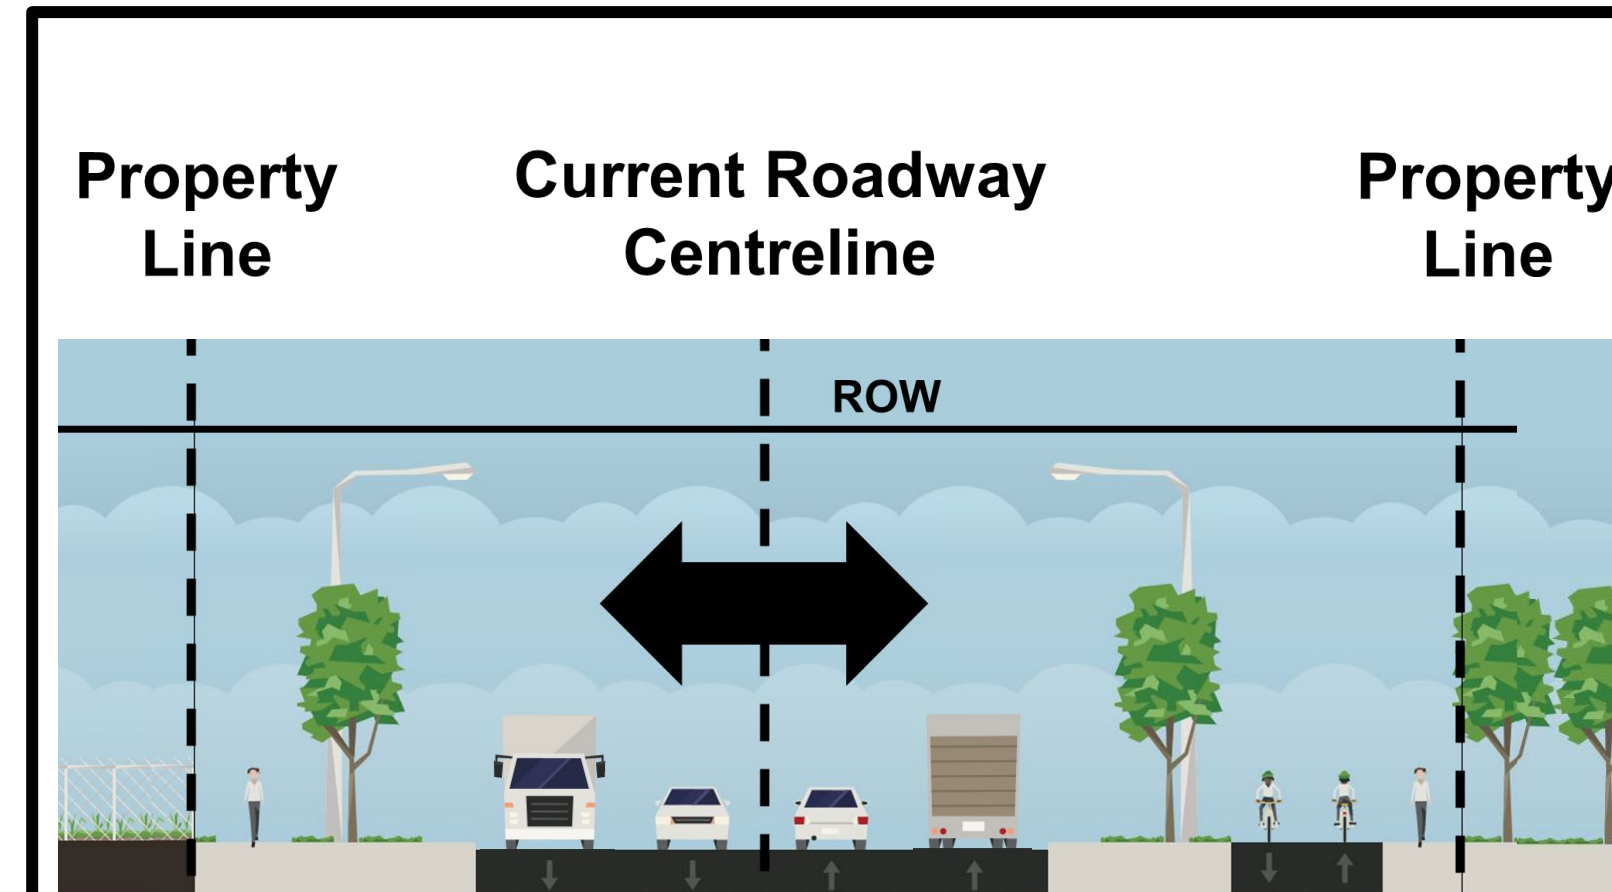 Property
Line
Current Roadway
Centreline
Property
Line
ROW